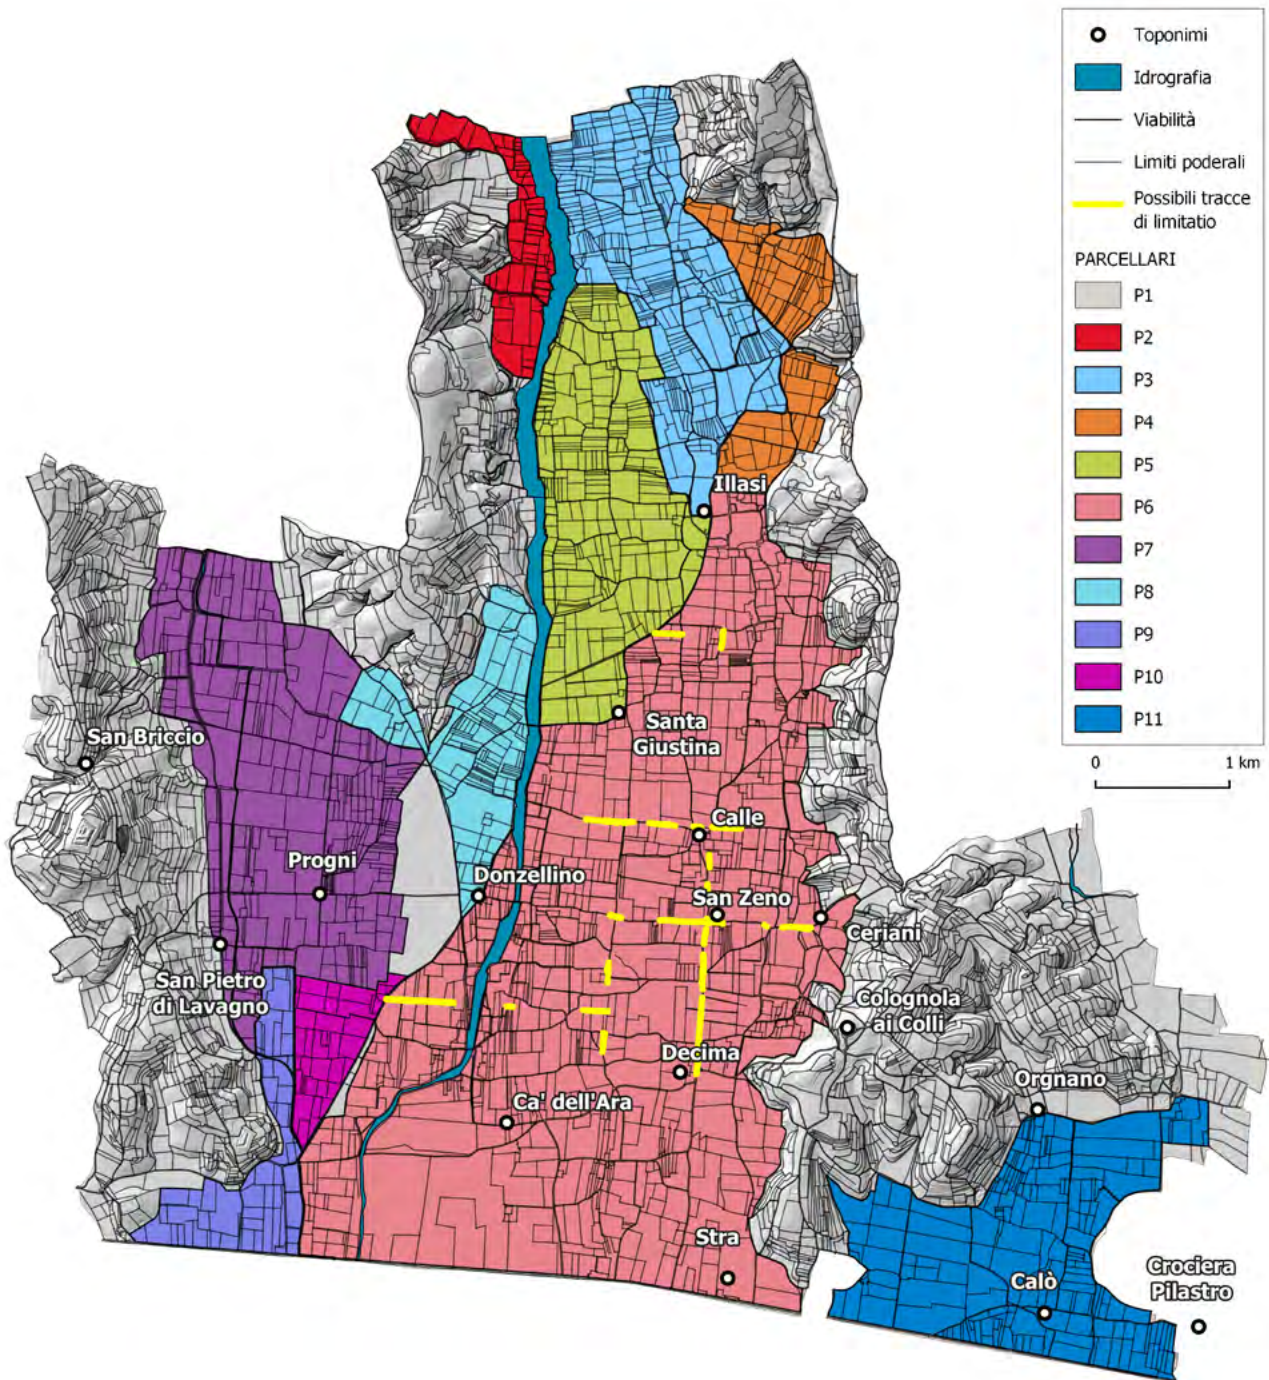 Toponimi
Idrografia
Viabilità
Limiti poderali
Possibili tracce
di limitatio
PARCELLARI
P1
P2
P3
P4
P5
P6
P7
P8
P9
P10
P11
0 1 km
Illasi
Santa
Giustina
San Briccio
Calle
Progni
Donzellino
San Zeno
Ceriani
San Pietro
di Lavagno
Colognola
ai Colli
Decima
Orgnano
Ca' dell'Ara
Stra
Calò
Crociera
Pilastro